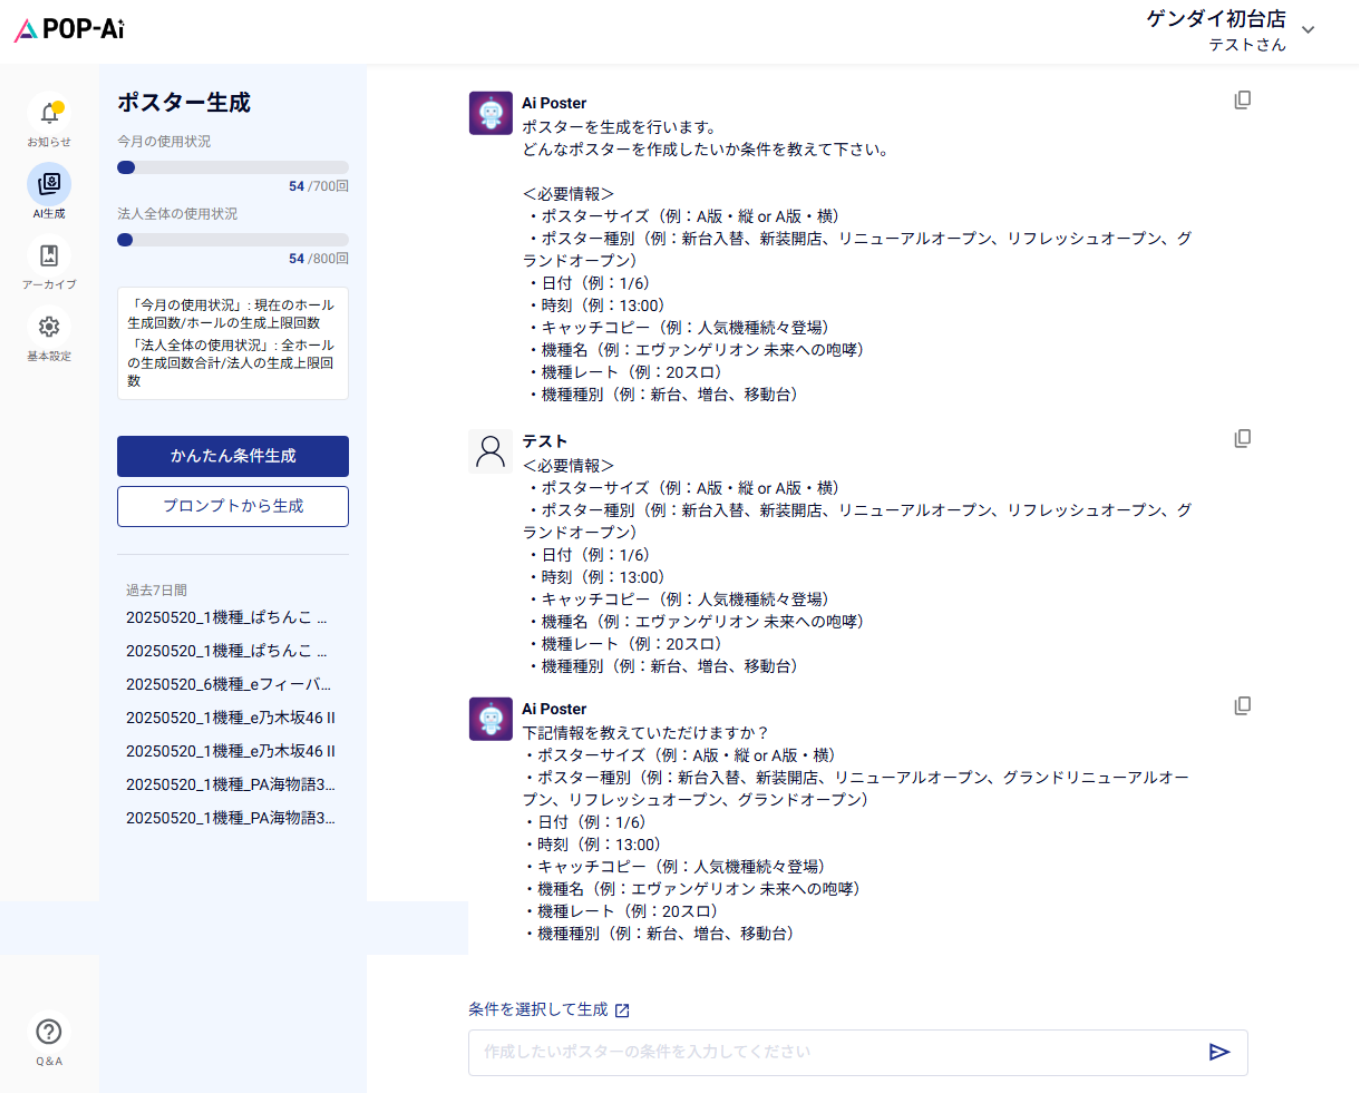 POP-Ai
ゲンダイ初台店
テストさん
お知らせ
AI生成
アーカイブ
基本設定
Q&A
ポスター生成
今月の使用状況
54 /700回
法人全体の使用状況
54 /800回
「今月の使用状況」: 現在のホール
生成回数/ホールの生成上限回数
「法人全体の使用状況」: 全ホール
の生成回数合計/法人の生成上限回
数
かんたん条件生成
プロンプトから生成
過去7日間
20250520_1機種_ぱちんこ ...
20250520_1機種_ぱちんこ ...
20250520_6機種_eフィーバ...
20250520_1機種_e乃木坂46 II
20250520_1機種_e乃木坂46 II
20250520_1機種_PA海物語3...
20250520_1機種_PA海物語3...
Ai Poster
ポスターを生成を行います。
どんなポスターを作成したいか条件を教えて下さい。
＜必要情報＞
・ポスターサイズ（例：A版・縦 or A版・横）
・ポスター種別（例：新台入替、新装開店、リニューアルオープン、リフレッシュオープン、グ
ランドオープン）
・日付（例：1/6）
・時刻（例：13:00）
・キャッチコピー（例：人気機種続々登場）
・機種名（例：エヴァンゲリオン 未来への咆哮）
・機種レート（例：20スロ）
・機種種別（例：新台、増台、移動台）
テスト
＜必要情報＞
・ポスターサイズ（例：A版・縦 or A版・横）
・ポスター種別（例：新台入替、新装開店、リニューアルオープン、リフレッシュオープン、グ
ランドオープン）
・日付（例：1/6）
・時刻（例：13:00）
・キャッチコピー（例：人気機種続々登場）
・機種名（例：エヴァンゲリオン 未来への咆哮）
・機種レート（例：20スロ）
・機種種別（例：新台、増台、移動台）
Ai Poster
下記情報を教えていただけますか？
・ポスターサイズ（例：A版・縦 or A版・横）
・ポスター種別（例：新台入替、新装開店、リニューアルオープン、グランドリニューアルオー
プン、リフレッシュオープン、グランドオープン）
・日付（例：1/6）
・時刻（例：13:00）
・キャッチコピー（例：人気機種続々登場）
・機種名（例：エヴァンゲリオン 未来への咆哮）
・機種レート（例：20スロ）
・機種種別（例：新台、増台、移動台）
条件を選択して生成
作成したいポスターの条件を入力してください